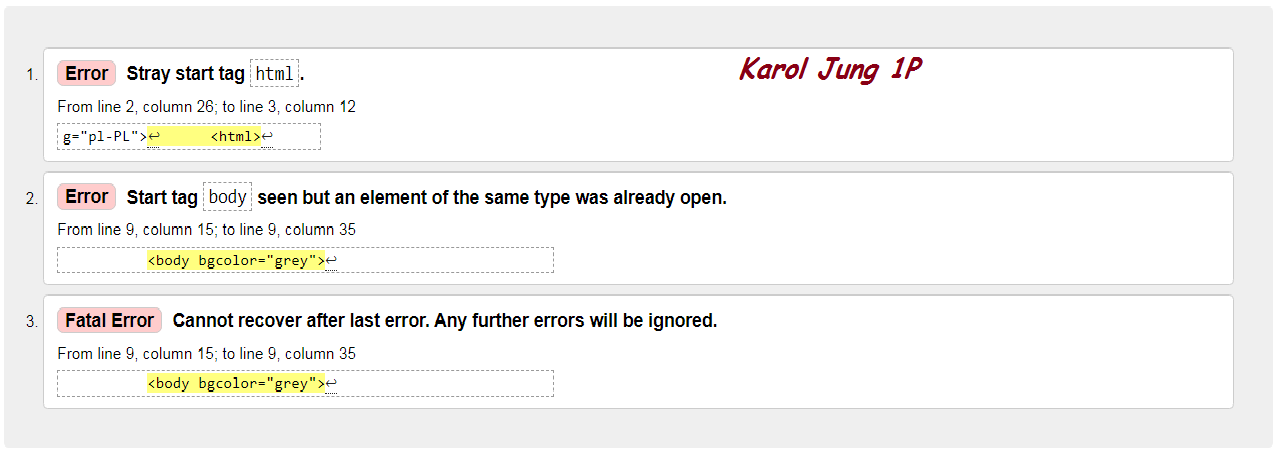 Karol Jung 1P
1. Error Stray start tag html.
From line 2, column 26; to line 3, column 12
g="pl-PL">↩ <html>↩
2. Error Start tag body seen but an element of the same type was already open.
From line 9, column 15; to line 9, column 35
<body bgcolor="grey">↩
3. Fatal Error Cannot recover after last error. Any further errors will be ignored.
From line 9, column 15; to line 9, column 35
<body bgcolor="grey">↩